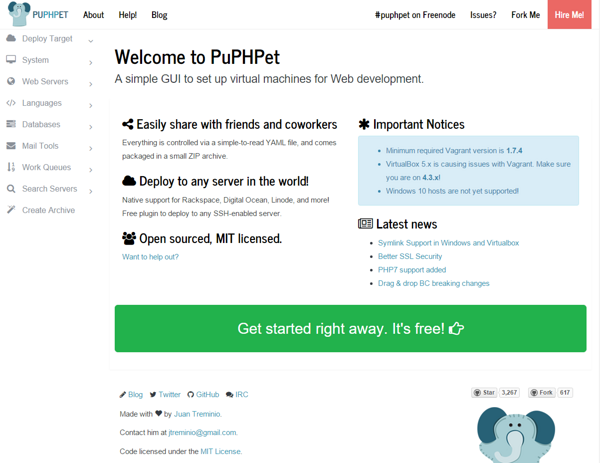 PUPHPET
About
Help!
Blog
#puphpet on Freenode
Issues?
Fork Me
Hire Me!
Deploy Target
System
Web Servers
Languages
Databases
Mail Tools
Work Queues
Search Servers
Create Archive
Welcome to PuPHPet
A simple GUI to set up virtual machines for Web development.
Easily share with friends and coworkers
Everything is controlled via a simple-to-read YAML file, and comes
packaged in a small ZIP archive.
Deploy to any server in the world!
Native support for Rackspace, Digital Ocean, Linode, and more!
Free plugin to deploy to any SSH-enabled server.
Open sourced, MIT licensed.
Want to help out?
Important Notices
Minimum required Vagrant version is 1.7.4
VirtualBox 5.x is causing issues with Vagrant. Make sure
you are on 4.3.x!
Windows 10 hosts are not yet supported!
Latest news
Symlink Support in Windows and Virtualbox
Better SSL Security
PHP7 support added
Drag & drop BC breaking changes
Get started right away. It's free!
Blog
Twitter
GitHub
IRC
Made with ❤ by Juan Treminio.
Contact him at jtreminio@gmail.com.
Code licensed under the MIT License.
Star
3,267
Fork
617